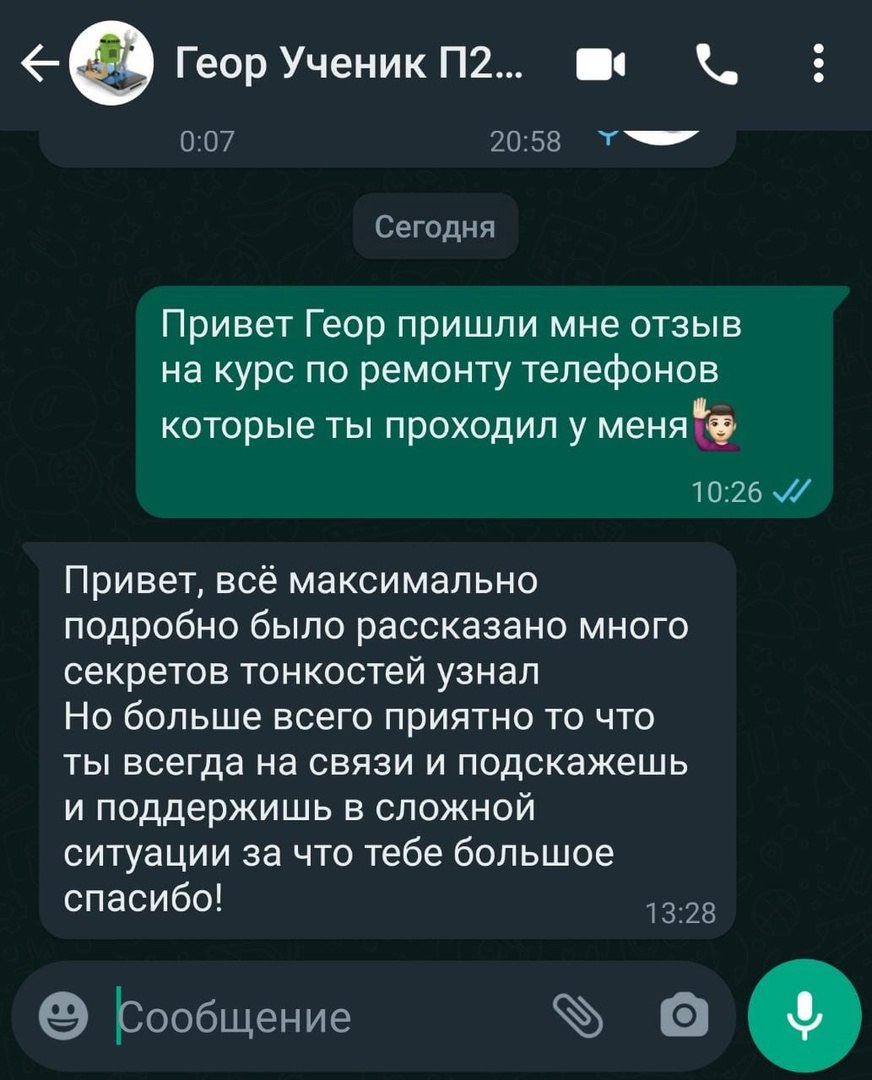 Геор Ученик П2...
0:07
20:58
Сегодня
Привет Геор пришли мне отзыв
на курс по ремонту телефонов
которые ты проходил у меня
10:26
Привет, всё максимально
подробно было рассказано много
секретов тонкостей узнал
Но больше всего приятно то что
ты всегда на связи и подскажешь
и поддержишь в сложной
ситуации за что тебе большое
спасибо!
13:28
Сообщение